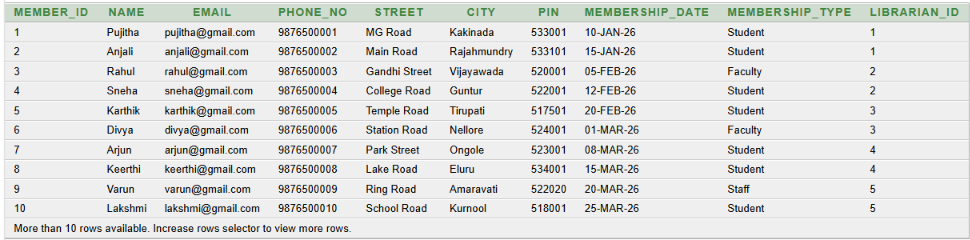 MEMBER_ID NAME EMAIL PHONE_NO STREET CITY PIN MEMBERSHIP_DATE MEMBERSHIP_TYPE LIBRARIAN_ID
1 Pujitha pujitha@gmail.com 9876500001 MG Road Kakinada 533001 10-JAN-26 Student 1
2 Anjali anjali@gmail.com 9876500002 Main Road Rajahmundry 533101 15-JAN-26 Student 1
3 Rahul rahul@gmail.com 9876500003 Gandhi Street Vijayawada 520001 05-FEB-26 Faculty 2
4 Sneha sneha@gmail.com 9876500004 College Road Guntur 522001 12-FEB-26 Student 2
5 Karthik karthik@gmail.com 9876500005 Temple Road Tirupati 517501 20-FEB-26 Student 3
6 Divya divya@gmail.com 9876500006 Station Road Nellore 524001 01-MAR-26 Faculty 3
7 Arjun arjun@gmail.com 9876500007 Park Street Ongole 523001 08-MAR-26 Student 4
8 Keerthi keerthi@gmail.com 9876500008 Lake Road Eluru 534001 15-MAR-26 Student 4
9 Varun varun@gmail.com 9876500009 Ring Road Amaravati 522020 20-MAR-26 Staff 5
10 Lakshmi lakshmi@gmail.com 9876500010 School Road Kurnool 518001 25-MAR-26 Student 5
More than 10 rows available. Increase rows selector to view more rows.